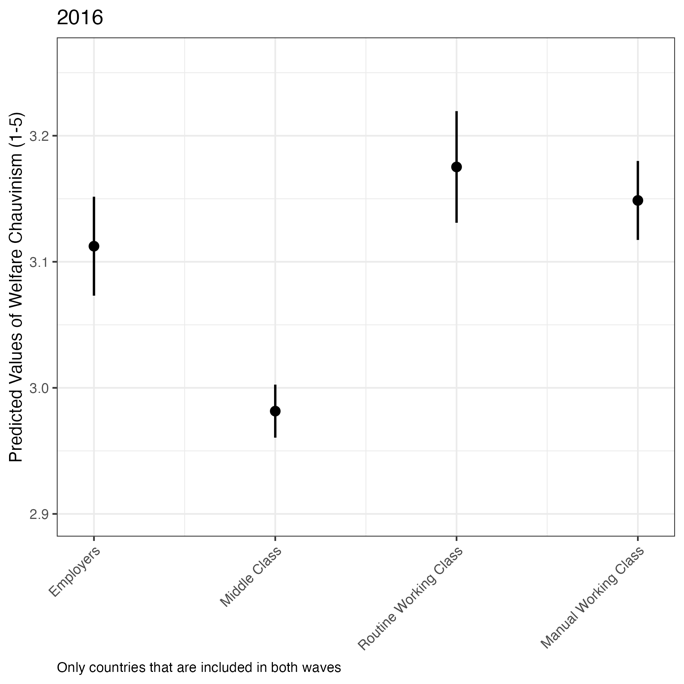 2016
Predicted Values of Welfare Chauvinism (1-5)
3.2
3.1
3.0
2.9
Employers
Middle Class
Routine Working Class
Manual Working Class
Only countries that are included in both waves